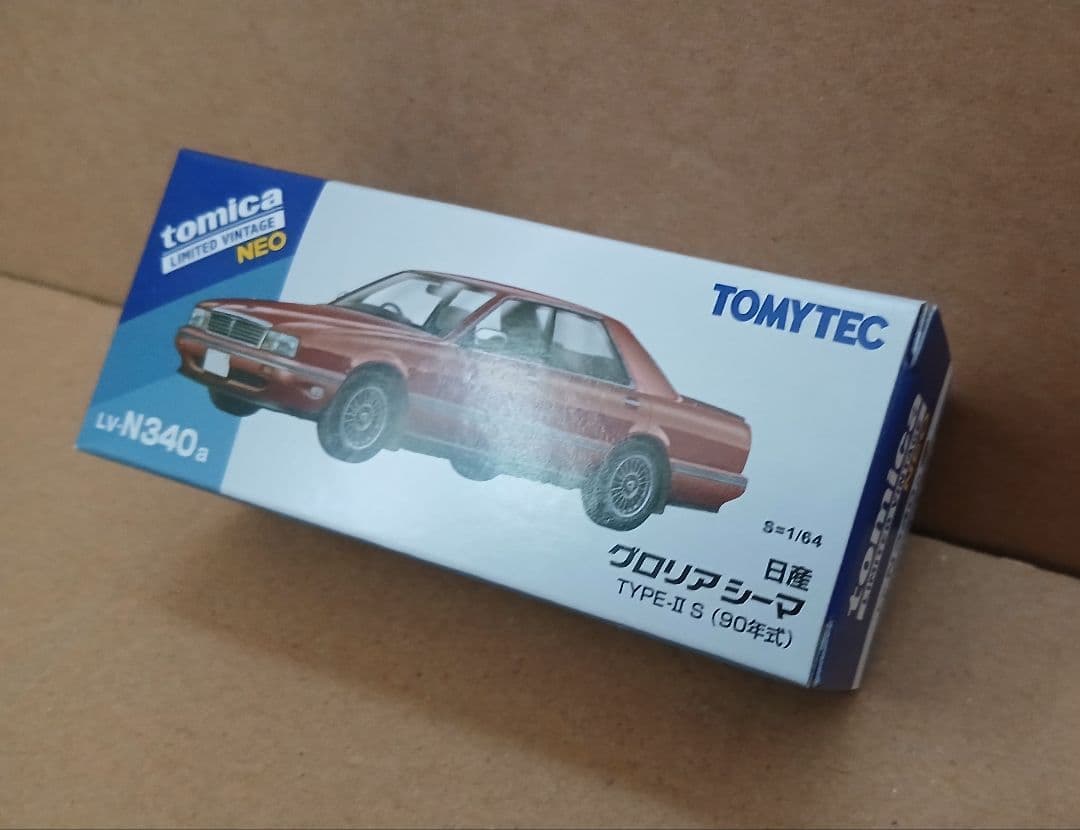 tomica
LIMITED VINTAGE
NEO
TOMYTEC
LV-N340a
S=1/64
日産
グロリア シーマ
TYPE-II S (90年式)
tomica